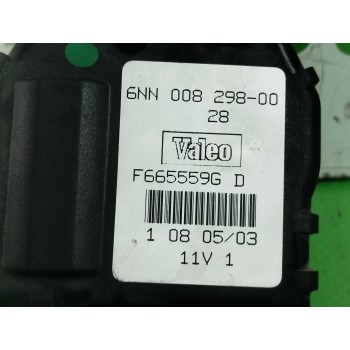 6NN 008 298-00
28
Valeo
F665559G D
1 08 05/03
11V 1